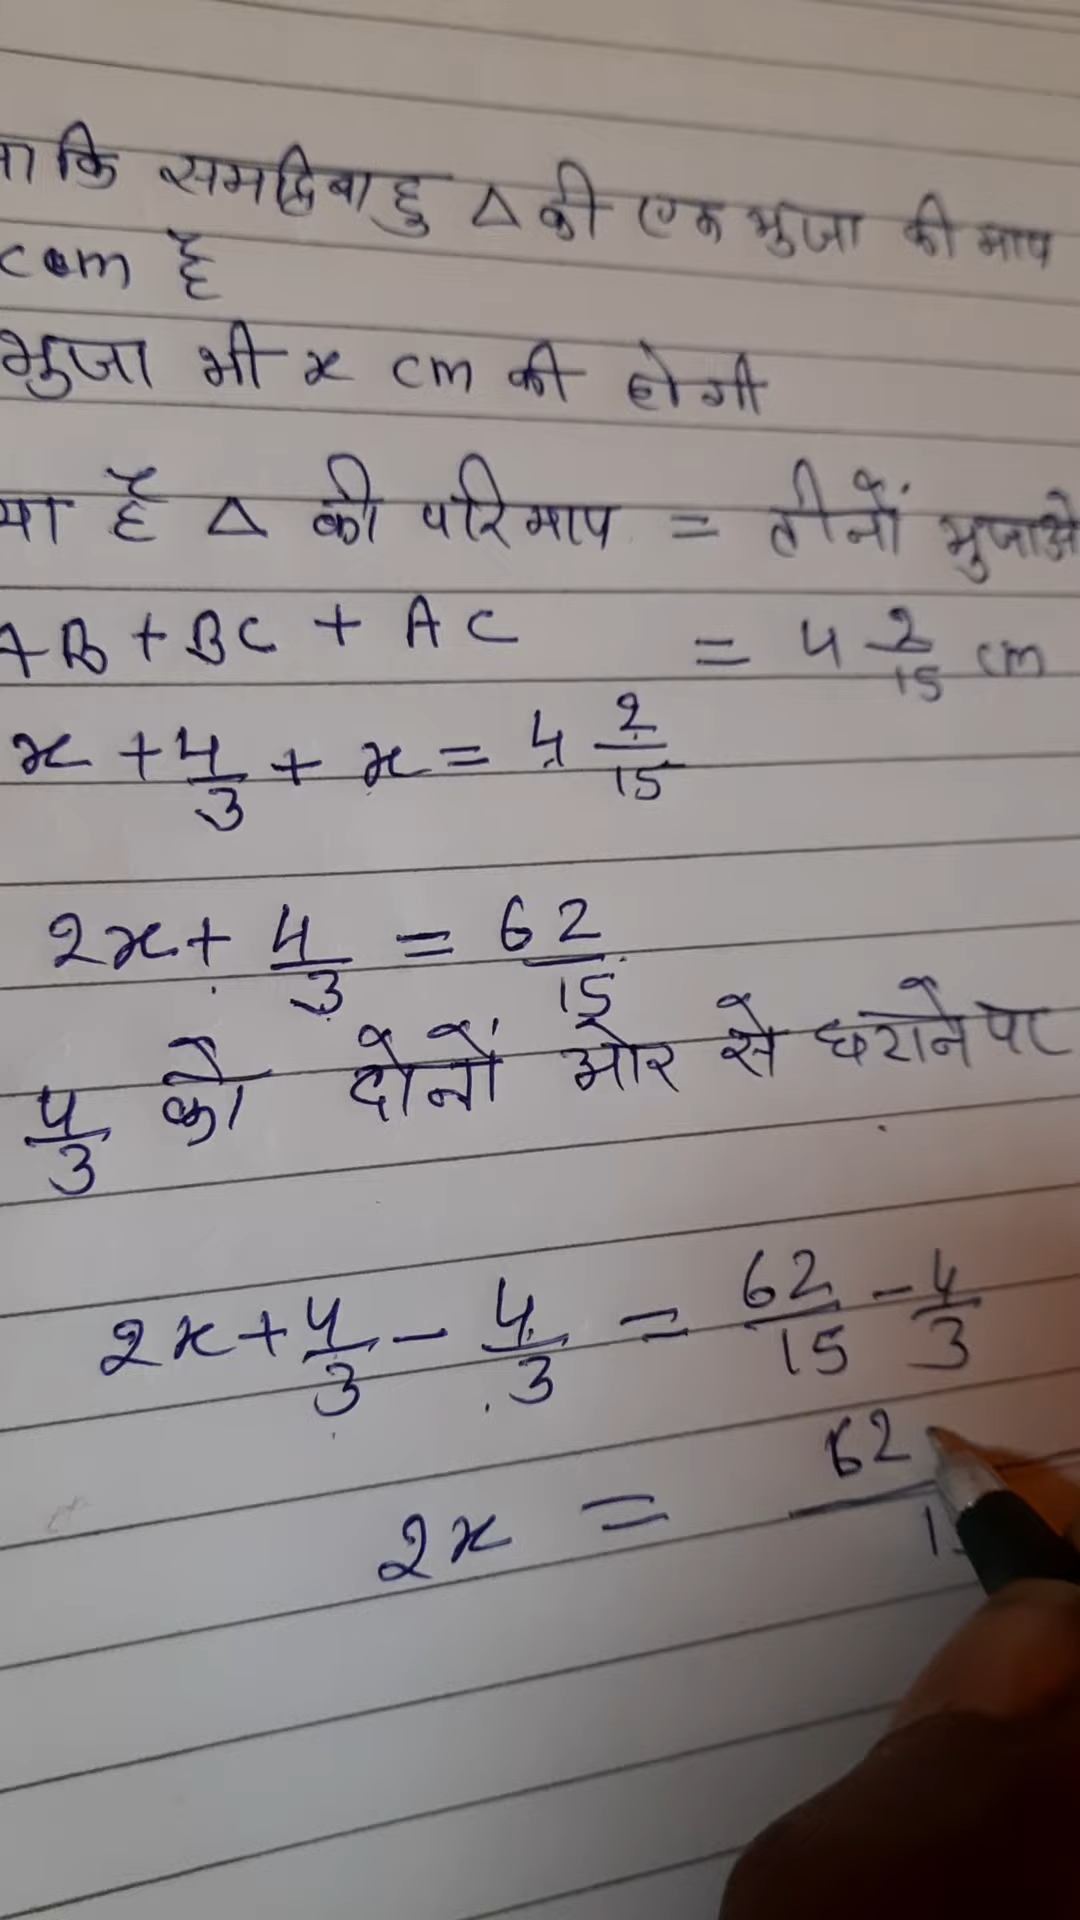 कि समद्विबाहु Δ की एक भुजा की माप
cm है
भुजा भी x cm की होगी
है Δ की परिमाप = तीनों भुजाओ
AB + BC + AC = 4 2/15 cm
x + 4/3 + x = 4 2/15
2x + 4/3 = 62/15
4/3 को दोनों ओर से घटाने पर
2x + 4/3 - 4/3 = 62/15 - 4/3
2x = 62